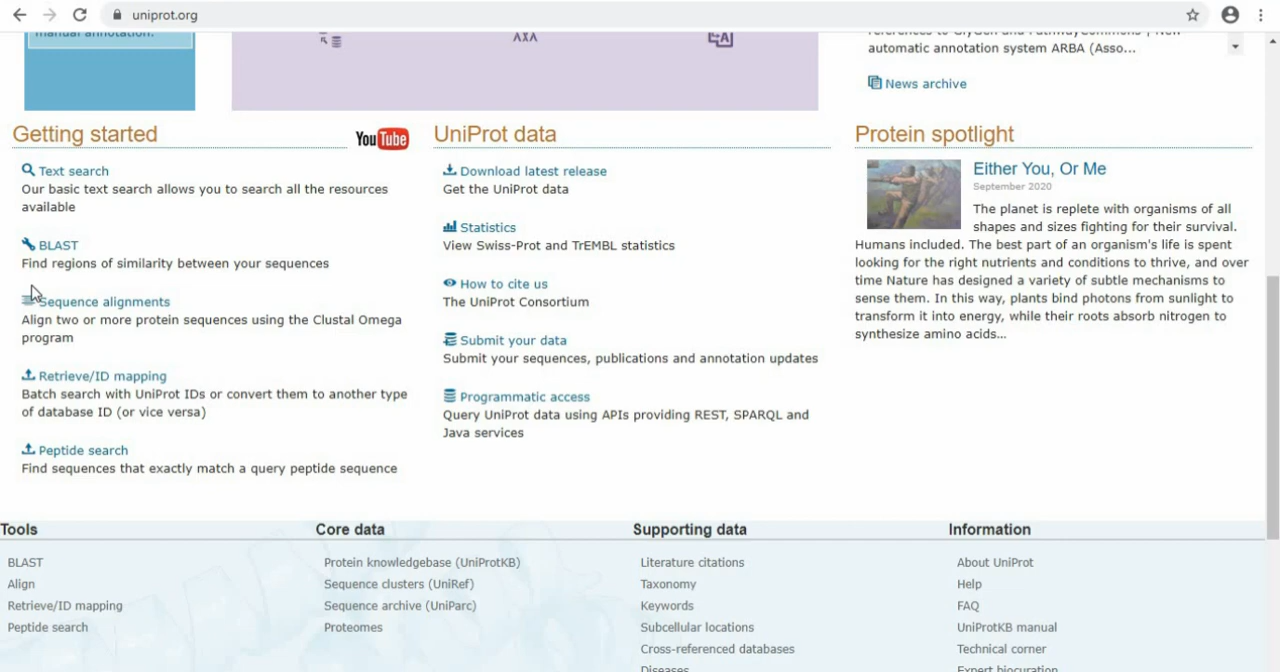 uniprot.org
manual annotation.
automatic annotation system ARBA (Asso...
News archive
Getting started
YouTube
Text search
Our basic text search allows you to search all the resources
available
BLAST
Find regions of similarity between your sequences
Sequence alignments
Align two or more protein sequences using the Clustal Omega
program
Retrieve/ID mapping
Batch search with UniProt IDs or convert them to another type
of database ID (or vice versa)
Peptide search
Find sequences that exactly match a query peptide sequence
UniProt data
Download latest release
Get the UniProt data
Statistics
View Swiss-Prot and TrEMBL statistics
How to cite us
The UniProt Consortium
Submit your data
Submit your sequences, publications and annotation updates
Programmatic access
Query UniProt data using APIs providing REST, SPARQL and
Java services
Protein spotlight
Either You, Or Me
September 2020
The planet is replete with organisms of all
shapes and sizes fighting for their survival.
Humans included. The best part of an organism's life is spent
looking for the right nutrients and conditions to thrive, and over
time Nature has designed a variety of subtle mechanisms to
sense them. In this way, plants bind photons from sunlight to
transform it into energy, while their roots absorb nitrogen to
synthesize amino acids...
Tools
BLAST
Align
Retrieve/ID mapping
Peptide search
Core data
Protein knowledgebase (UniProtKB)
Sequence clusters (UniRef)
Sequence archive (UniParc)
Proteomes
Supporting data
Literature citations
Taxonomy
Keywords
Subcellular locations
Cross-referenced databases
Diseases
Information
About UniProt
Help
FAQ
UniProtKB manual
Technical corner
Expert biocuration